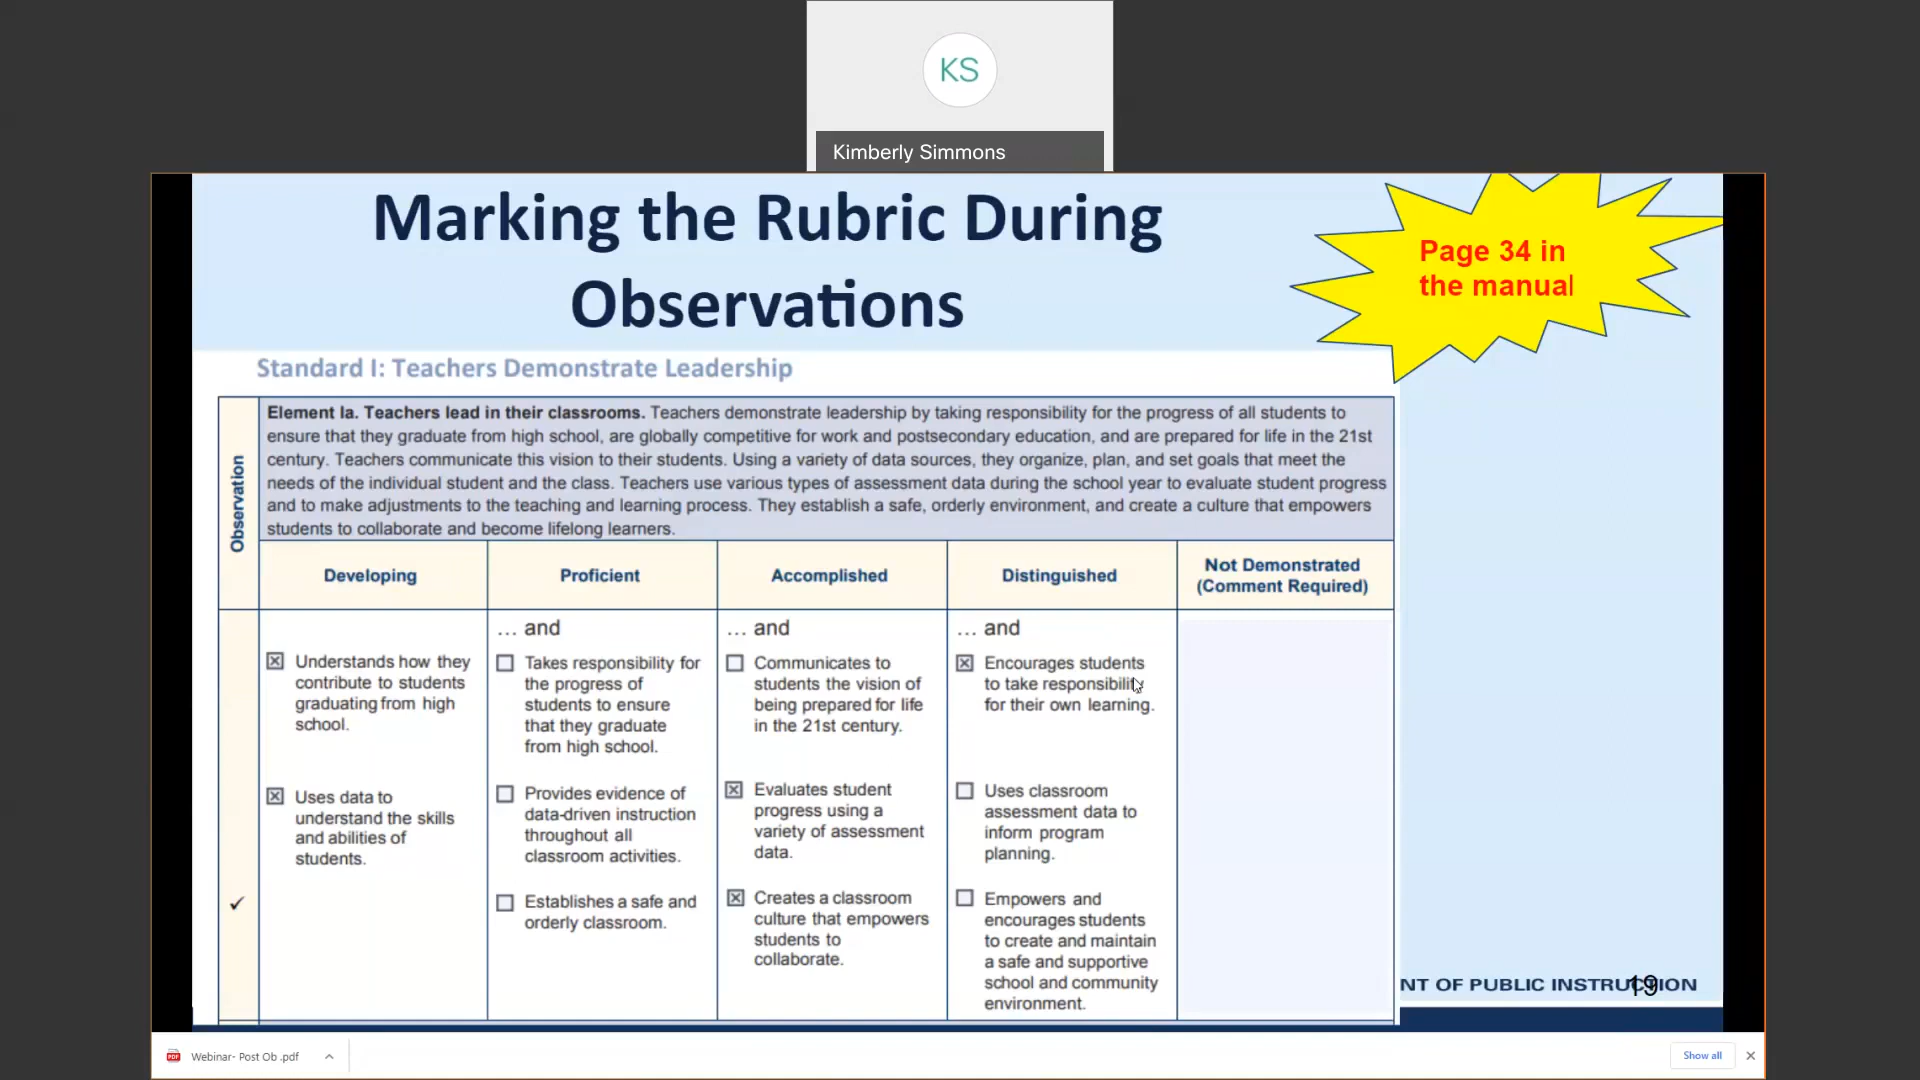 KS
Kimberly Simmons
Marking the Rubric During
Observations
Page 34 in
the manual
Standard I: Teachers Demonstrate Leadership
Observation
Element Ia. Teachers lead in their classrooms. Teachers demonstrate leadership by taking responsibility for the progress of all students to
ensure that they graduate from high school, are globally competitive for work and postsecondary education, and are prepared for life in the 21st
century. Teachers communicate this vision to their students. Using a variety of data sources, they organize, plan, and set goals that meet the
needs of the individual student and the class. Teachers use various types of assessment data during the school year to evaluate student progress
and to make adjustments to the teaching and learning process. They establish a safe, orderly environment, and create a culture that empowers
students to collaborate and become lifelong learners.
Developing
Proficient
Accomplished
Distinguished
Not Demonstrated
(Comment Required)
Understands how they
contribute to students
graduating from high
school.
Uses data to
understand the skills
and abilities of
students.
… and
Takes responsibility for
the progress of
students to ensure
that they graduate
from high school.
Provides evidence of
data-driven instruction
throughout all
classroom activities.
Establishes a safe and
orderly classroom.
… and
Communicates to
students the vision of
being prepared for life
in the 21st century.
Evaluates student
progress using a
variety of assessment
data.
Creates a classroom
culture that empowers
students to
collaborate.
… and
Encourages students
to take responsibility
for their own learning.
Uses classroom
assessment data to
inform program
planning.
Empowers and
encourages students
to create and maintain
a safe and supportive
school and community
environment.
NT OF PUBLIC INSTRUCTION
19
Webinar- Post Ob .pdf
Show all